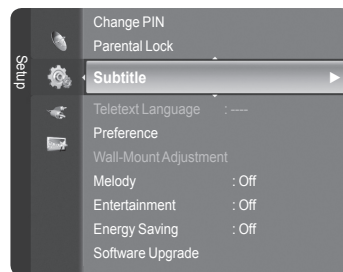 Setup
Change PIN
Parental Lock
Subtitle
Teletext Language : ----
Preference
Wall-Mount Adjustment
Melody : Off
Entertainment : Off
Energy Saving : Off
Software Upgrade